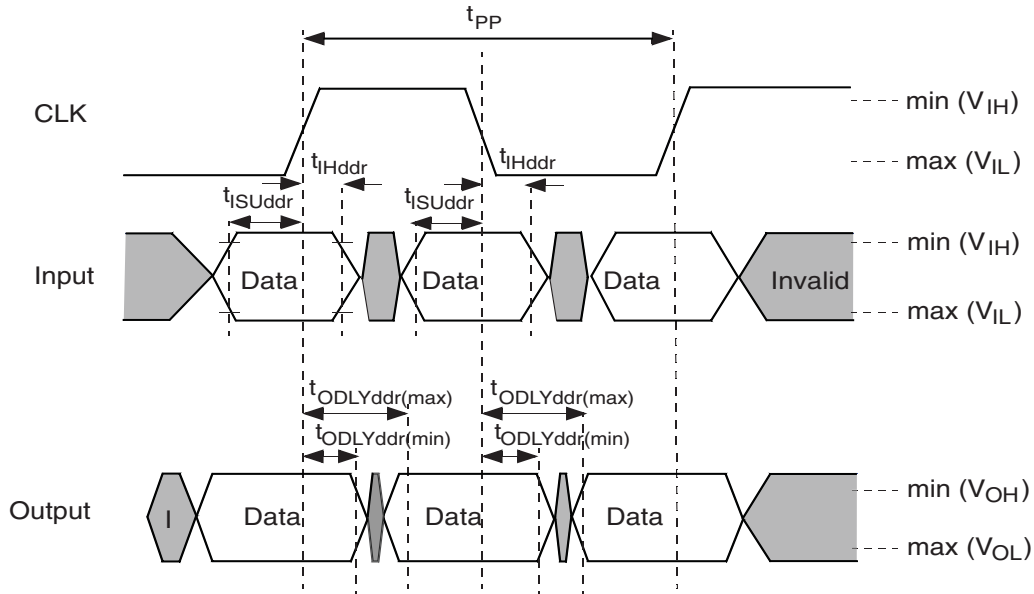 tPP
CLK
min (VIH)
max (VIL)
tIHddr
tIHddr
tISUddr
tISUddr
Input
Data
Data
Data
Invalid
min (VIH)
max (VIL)
tODLYddr(max)
tODLYddr(max)
tODLYddr(min)
tODLYddr(min)
Output
I
Data
Data
Data
min (VOH)
max (VOL)